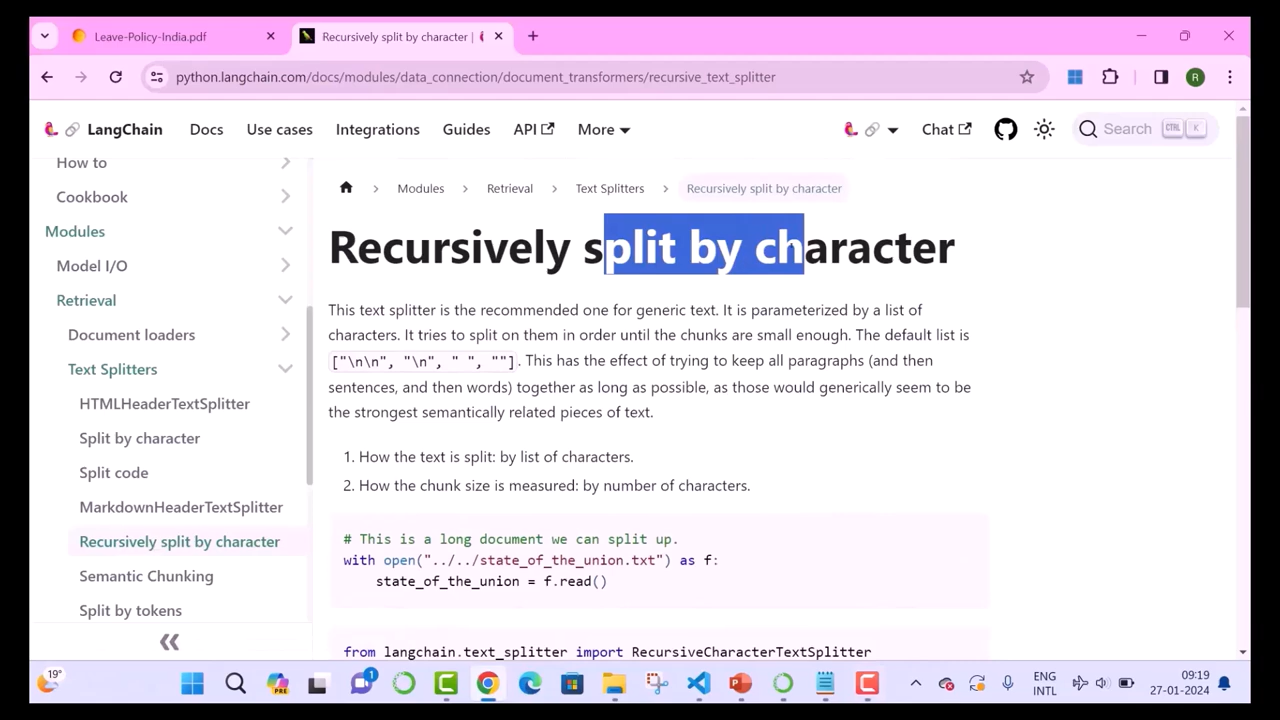 Leave-Policy-India.pdf
Recursively split by character |
python.langchain.com/docs/modules/data_connection/document_transformers/recursive_text_splitter
R
LangChain Docs Use cases Integrations Guides API More Chat Search CTRL K
How to
Cookbook
Modules
Model I/O
Retrieval
Document loaders
Text Splitters
HTMLHeaderTextSplitter
Split by character
Split code
MarkdownHeaderTextSplitter
Recursively split by character
Semantic Chunking
Split by tokens
Modules > Retrieval > Text Splitters > Recursively split by character
Recursively split by character
This text splitter is the recommended one for generic text. It is parameterized by a list of
characters. It tries to split on them in order until the chunks are small enough. The default list is
["\n\n", "\n", " ", ""]. This has the effect of trying to keep all paragraphs (and then
sentences, and then words) together as long as possible, as those would generically seem to be
the strongest semantically related pieces of text.
1. How the text is split: by list of characters.
2. How the chunk size is measured: by number of characters.
# This is a long document we can split up.
with open("../../state_of_the_union.txt") as f:
state_of_the_union = f.read()
from langchain.text_splitter import RecursiveCharacterTextSplitter
19°
PRE
1
ENG
INTL
09:19
27-01-2024